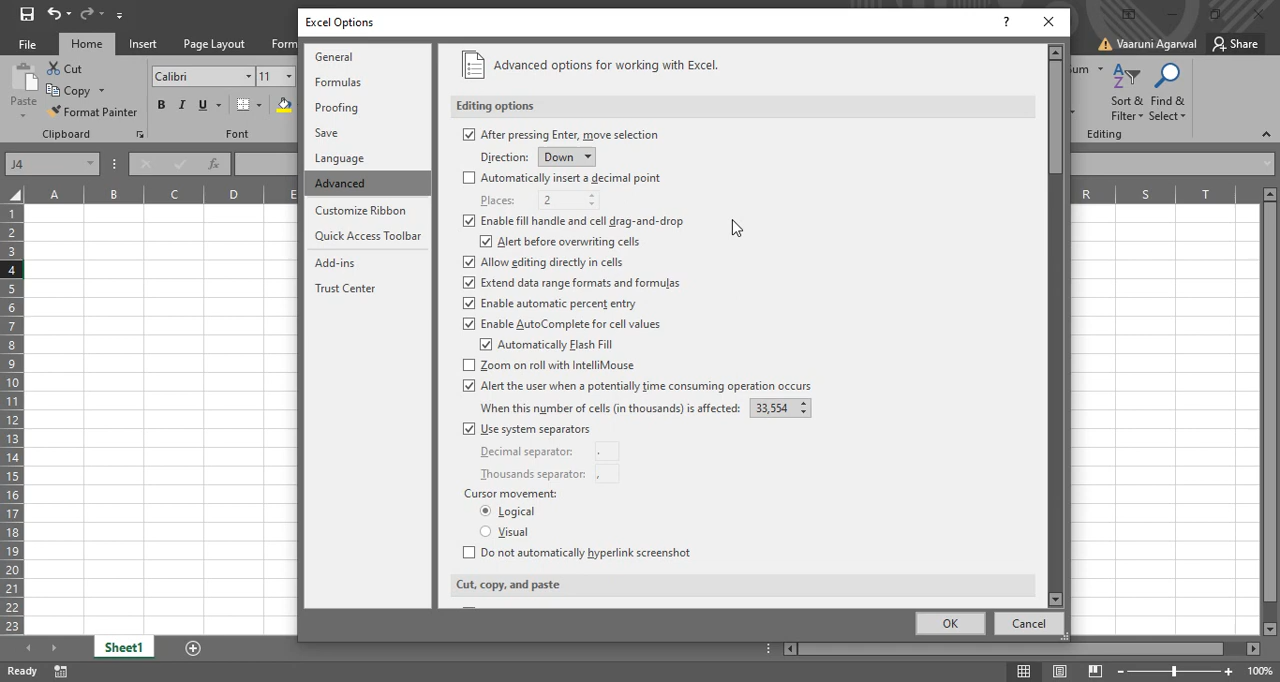 Excel Options
?
File
Home
Insert
Page Layout
Form
Vaaruni Agarwal
Share
Paste
Cut
Copy
Format Painter
Clipboard
Calibri
11
B
I
U
Font
um
Sort &
Filter
Find &
Select
Editing
J4
fx
A
B
C
D
E
R
S
T
1
2
3
4
5
6
7
8
9
10
11
12
13
14
15
16
17
18
19
20
21
22
23
General
Formulas
Proofing
Save
Language
Advanced
Customize Ribbon
Quick Access Toolbar
Add-ins
Trust Center
Advanced options for working with Excel.
Editing options
After pressing Enter, move selection
Direction: Down
Automatically insert a decimal point
Places: 2
Enable fill handle and cell drag-and-drop
Alert before overwriting cells
Allow editing directly in cells
Extend data range formats and formulas
Enable automatic percent entry
Enable AutoComplete for cell values
Automatically Flash Fill
Zoom on roll with IntelliMouse
Alert the user when a potentially time consuming operation occurs
When this number of cells (in thousands) is affected: 33,554
Use system separators
Decimal separator: .
Thousands separator: ,
Cursor movement:
Logical
Visual
Do not automatically hyperlink screenshot
Cut, copy, and paste
OK
Cancel
Sheet1
Ready
100%